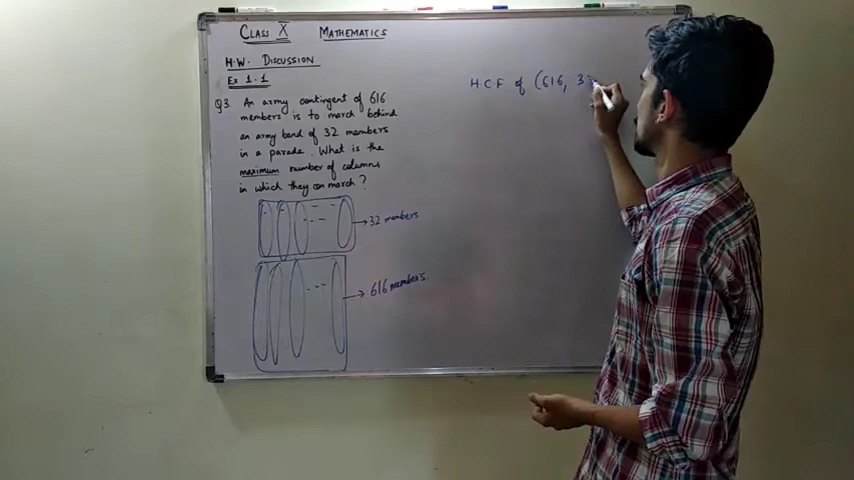 CLASS X MATHEMATICS
H.W. DISCUSSION
Ex 1.1
Q3. An army contingent of 616
members is to march behind
an army band of 32 members
in a parade. What is the
maximum number of columns
in which they can march?
32 members
616 members
H.C.F of (616, 3